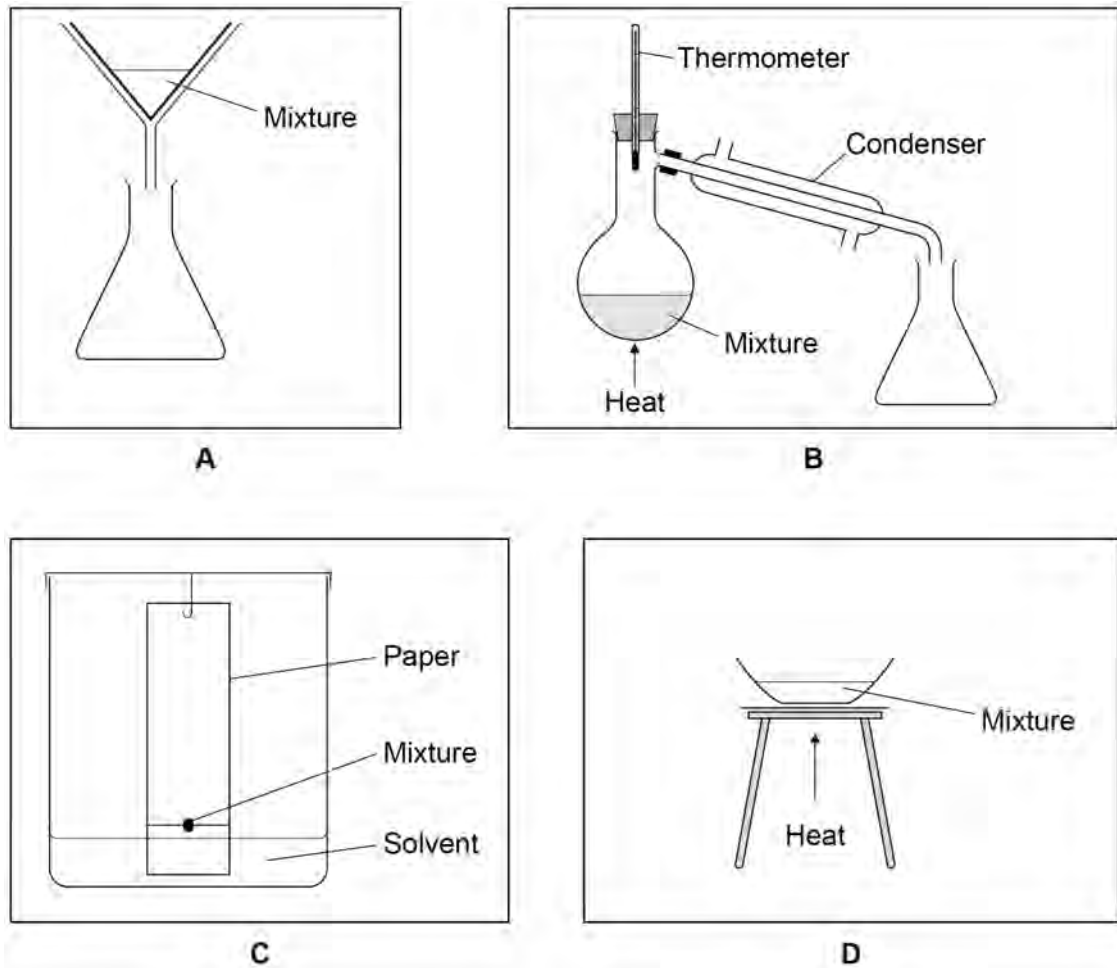 Mixture
A
Thermometer
Condenser
Mixture
Heat
B
Paper
Mixture
Solvent
C
Mixture
Heat
D